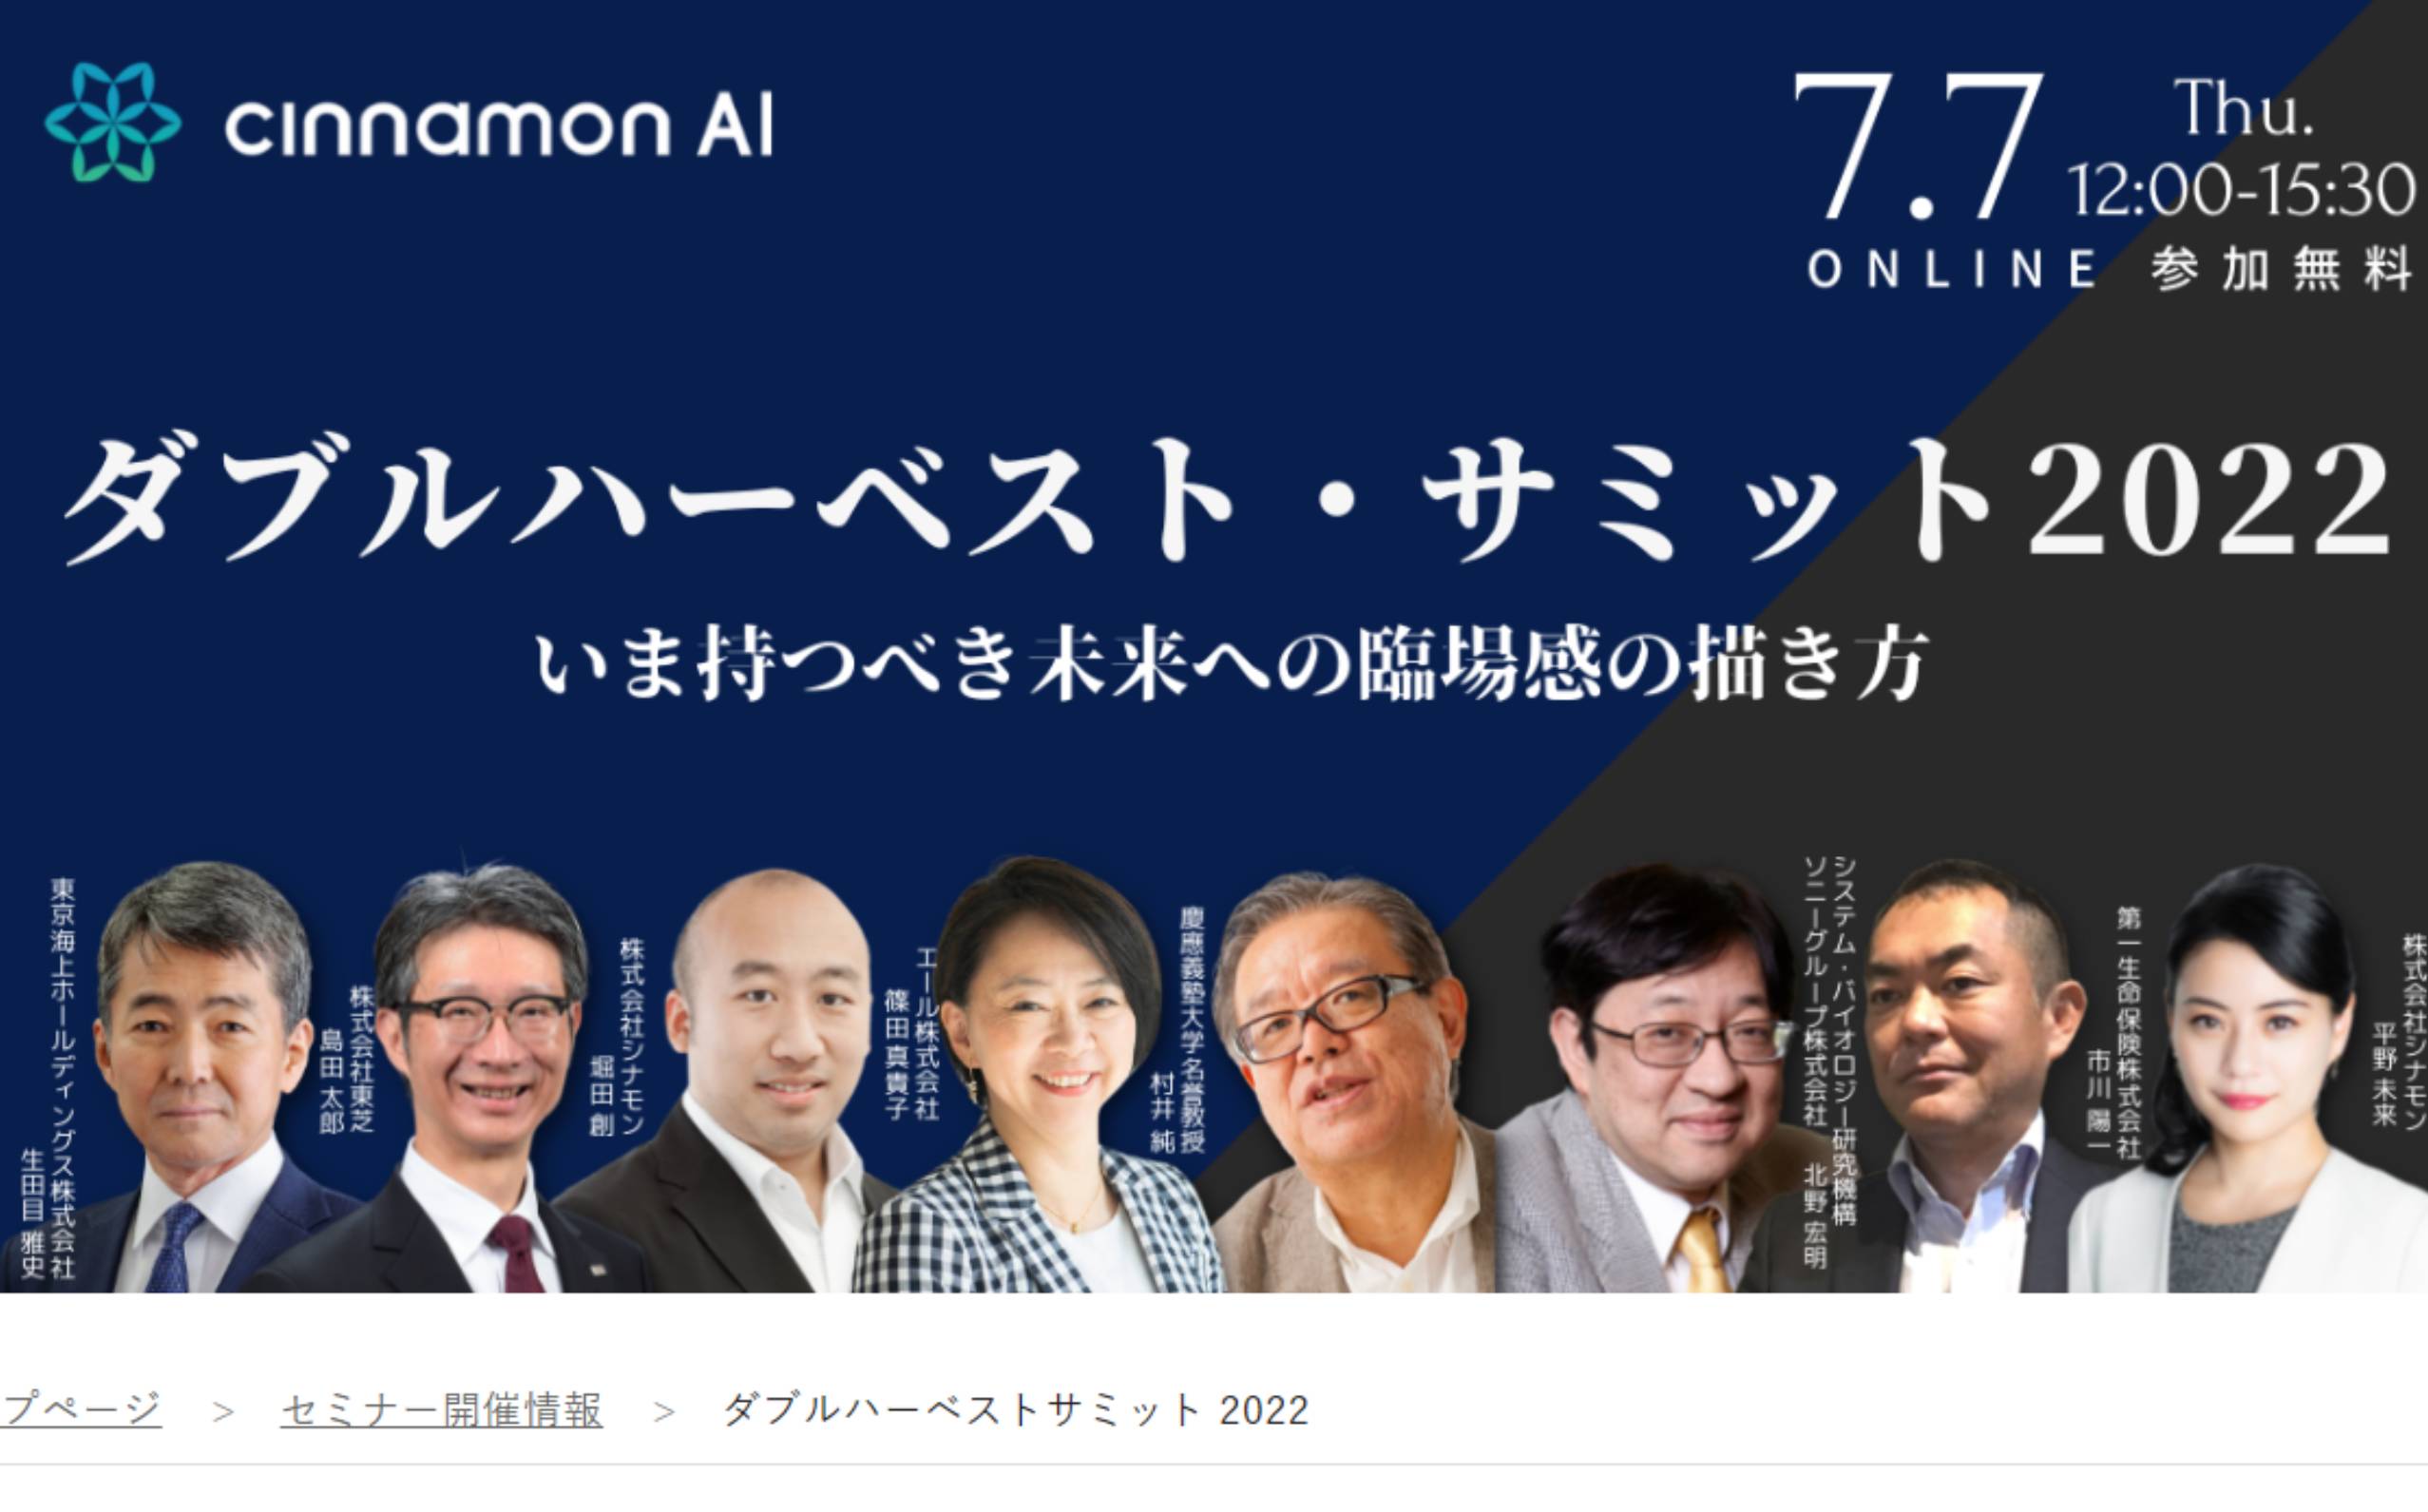 cinnamon AI
7.7
Thu.
12:00-15:30
ONLINE 参加無料
ダブルハーベスト・サミット2022
いま持つべき未来への臨場感の描き方
東京海上ホールディングス株式会社
生田目 雅史
株式会社東芝
島田 太郎
株式会社シナモン
堀田 創
エール株式会社
篠田 真貴子
慶應義塾大学名誉教授
村井 純
システム・バイオロジー研究機構
ソニーグループ株式会社 北野 宏明
第一生命保険株式会社
市川 陽一
株式会社シナモン
平野 未来
プページ > セミナー開催情報 > ダブルハーベストサミット 2022